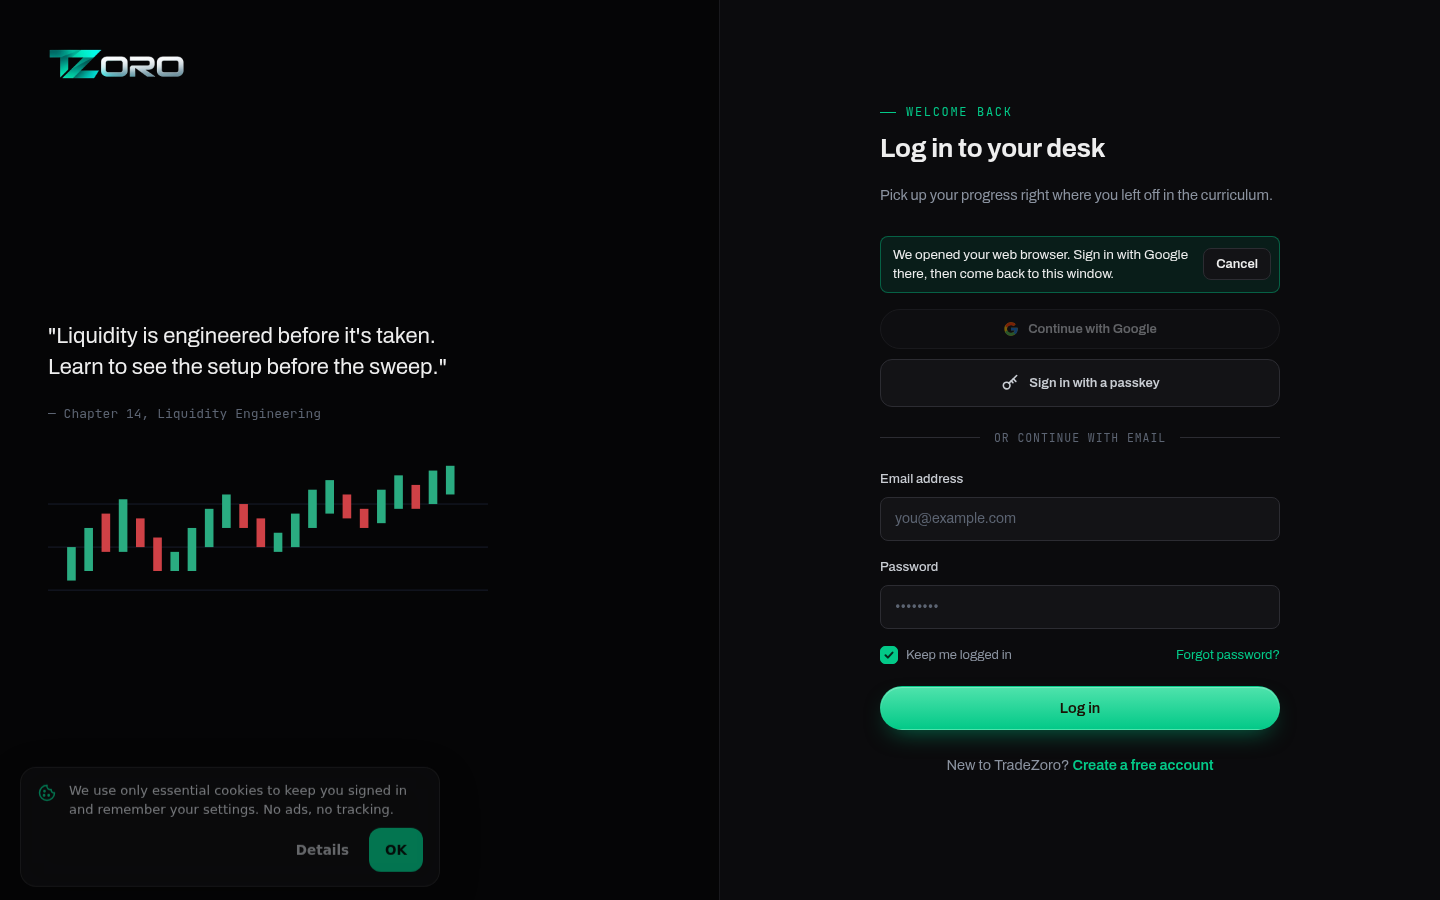 TZORO
"Liquidity is engineered before it's taken.
Learn to see the setup before the sweep."
— Chapter 14, Liquidity Engineering
We use only essential cookies to keep you signed in
and remember your settings. No ads, no tracking.
Details
OK
WELCOME BACK
Log in to your desk
Pick up your progress right where you left off in the curriculum.
We opened your web browser. Sign in with Google
there, then come back to this window.
Cancel
Continue with Google
Sign in with a passkey
OR CONTINUE WITH EMAIL
Email address
you@example.com
Password
••••••••
Keep me logged in
Forgot password?
Log in
New to TradeZoro? Create a free account